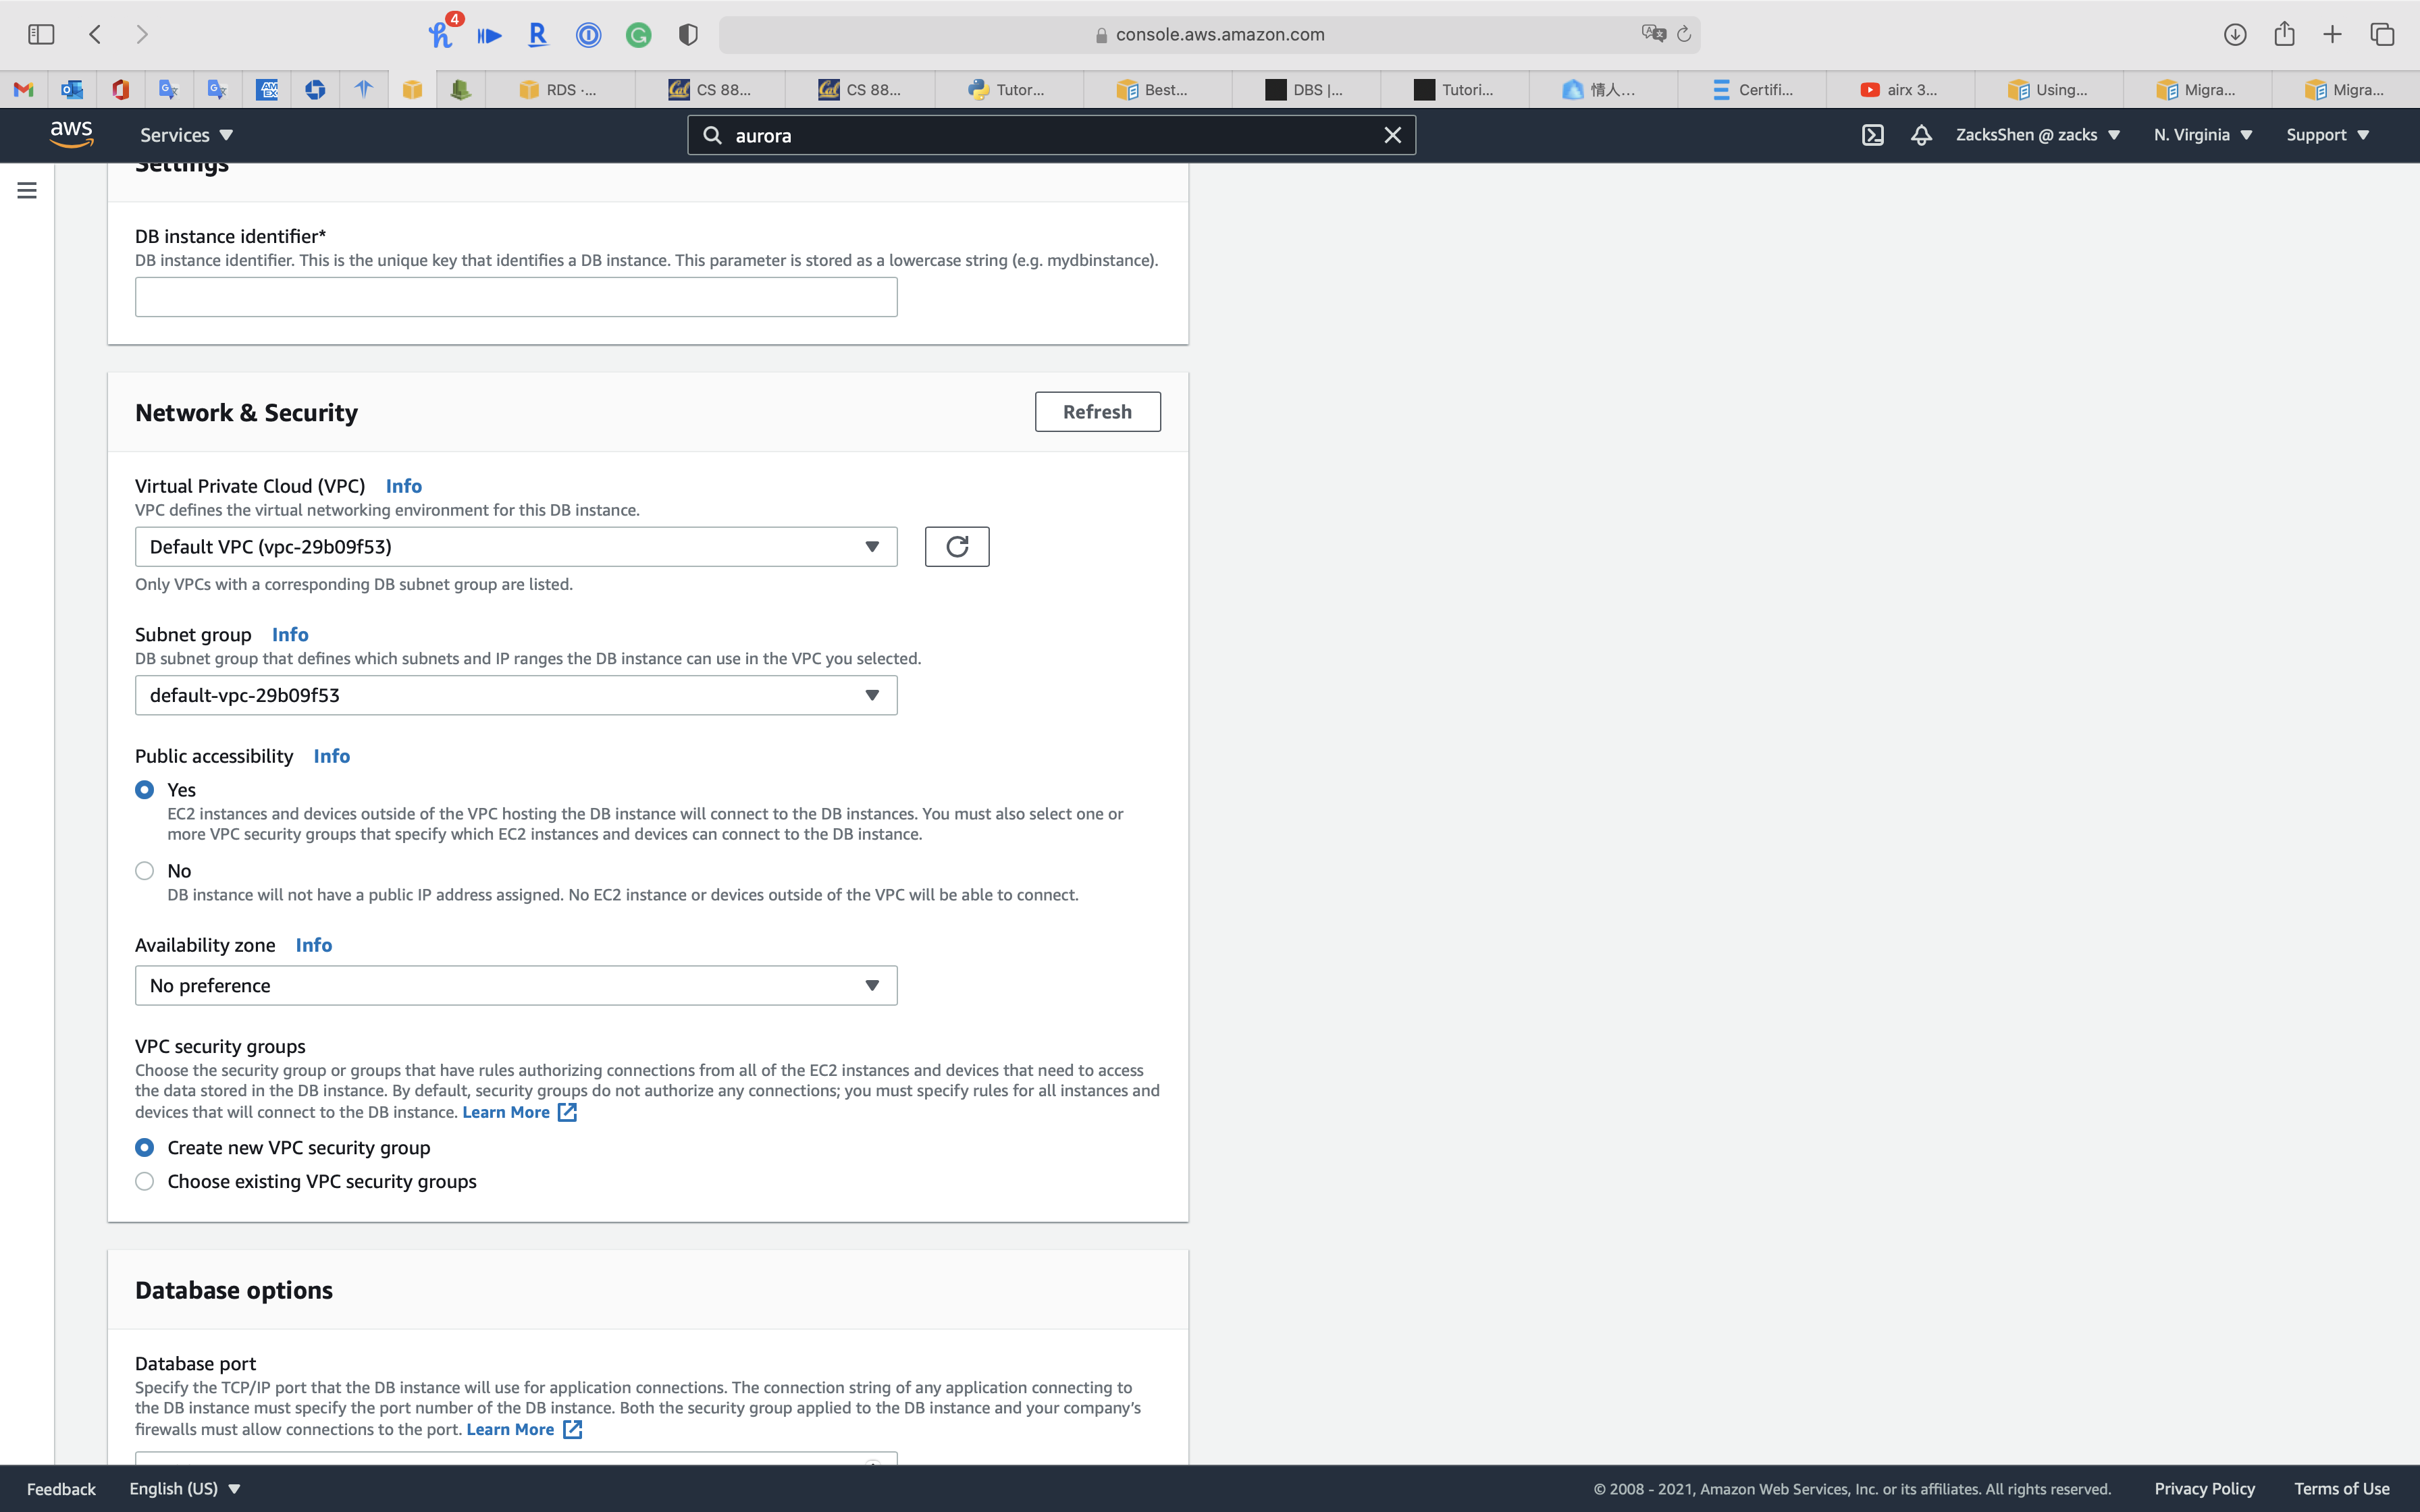 4
console.aws.amazon.com
RDS ·...
CS 88...
CS 88...
Tutor...
Best...
DBS |...
Tutori...
情人...
Certifi...
airx 3...
Using...
Migra...
Migra...
aws
Services
aurora
ZacksShen @ zacks
N. Virginia
Support
Settings
DB instance identifier*
DB instance identifier. This is the unique key that identifies a DB instance. This parameter is stored as a lowercase string (e.g. mydbinstance).
Network & Security
Refresh
Virtual Private Cloud (VPC) Info
VPC defines the virtual networking environment for this DB instance.
Default VPC (vpc-29b09f53)
Only VPCs with a corresponding DB subnet group are listed.
Subnet group Info
DB subnet group that defines which subnets and IP ranges the DB instance can use in the VPC you selected.
default-vpc-29b09f53
Public accessibility Info
Yes
EC2 instances and devices outside of the VPC hosting the DB instance will connect to the DB instances. You must also select one or
more VPC security groups that specify which EC2 instances and devices can connect to the DB instance.
No
DB instance will not have a public IP address assigned. No EC2 instance or devices outside of the VPC will be able to connect.
Availability zone Info
No preference
VPC security groups
Choose the security group or groups that have rules authorizing connections from all of the EC2 instances and devices that need to access
the data stored in the DB instance. By default, security groups do not authorize any connections; you must specify rules for all instances and
devices that will connect to the DB instance. Learn More
Create new VPC security group
Choose existing VPC security groups
Database options
Database port
Specify the TCP/IP port that the DB instance will use for application connections. The connection string of any application connecting to
the DB instance must specify the port number of the DB instance. Both the security group applied to the DB instance and your company's
firewalls must allow connections to the port. Learn More
Feedback
English (US)
© 2008 - 2021, Amazon Web Services, Inc. or its affiliates. All rights reserved.
Privacy Policy
Terms of Use